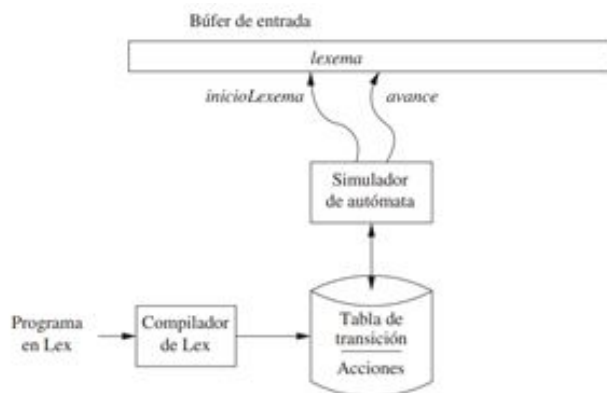 Búfer de entrada
lexema
inicioLexema
avance
Simulador
de autómata
Programa
en Lex
Compilador
de Lex
Tabla de
transición
Acciones